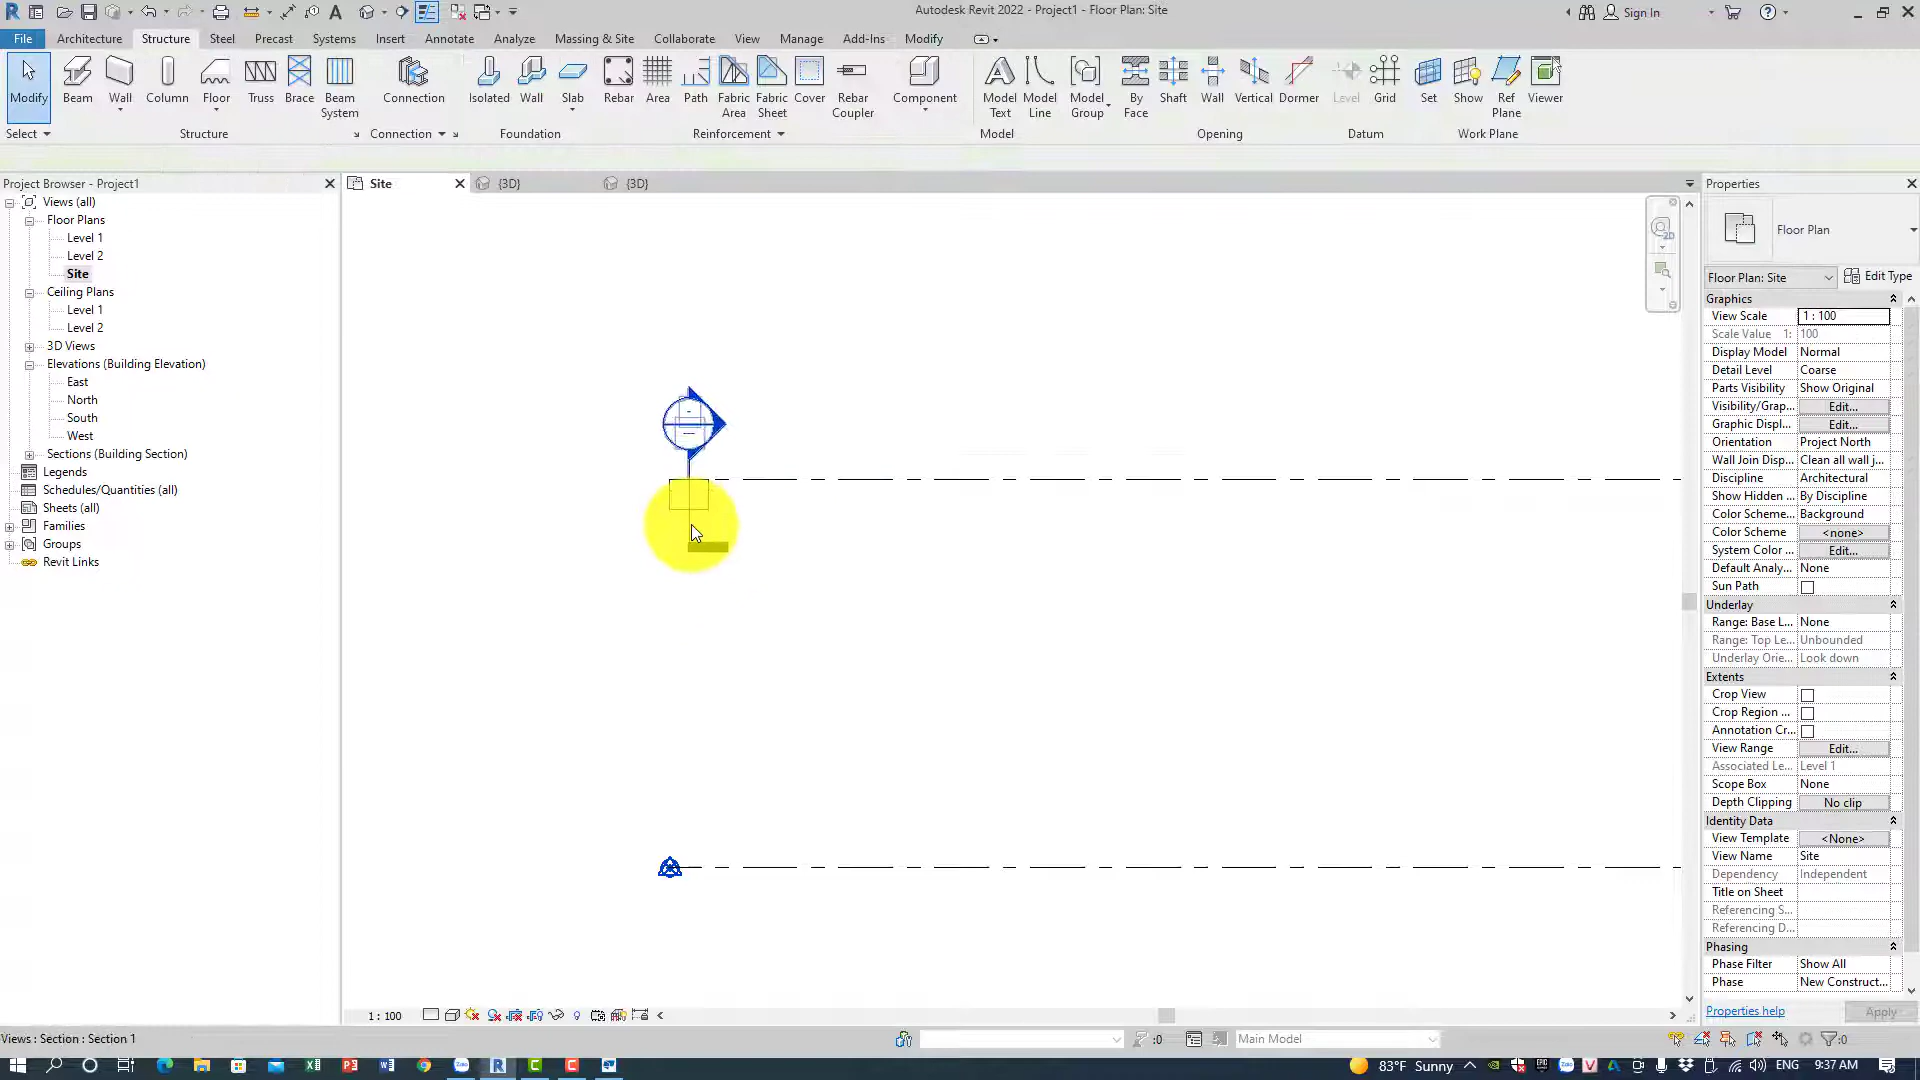 Autodesk Revit 2022 - Project1 - Floor Plan: Site
Sign In
File Architecture Structure Steel Precast Systems Insert Annotate Analyze Massing & Site Collaborate View Manage Add-Ins Modify
Modify Beam Wall Column Floor Truss Brace Beam System Connection Isolated Wall Slab Rebar Area Path Fabric Area Fabric Sheet Cover Rebar Coupler Component Model Text Model Line Model Group By Face Shaft Wall Vertical Dormer Level Grid Set Show Ref Plane Viewer
Select Structure Connection Foundation Reinforcement Model Opening Datum Work Plane
Project Browser - Project1
Views (all)
Floor Plans
Level 1
Level 2
Site
Ceiling Plans
Level 1
Level 2
3D Views
Elevations (Building Elevation)
East
North
South
West
Sections (Building Section)
Legends
Schedules/Quantities (all)
Sheets (all)
Families
Groups
Revit Links
Site {3D} {3D}
2D
Properties
Floor Plan
Floor Plan: Site Edit Type
Graphics
View Scale 1 : 100
Scale Value 1: 100
Display Model Normal
Detail Level Coarse
Parts Visibility Show Original
Visibility/Grap... Edit...
Graphic Displ... Edit...
Orientation Project North
Wall Join Disp... Clean all wall j...
Discipline Architectural
Show Hidden ... By Discipline
Color Scheme... Background
Color Scheme <none>
System Color ... Edit...
Default Analy... None
Sun Path
Underlay
Range: Base L... None
Range: Top Le... Unbounded
Underlay Orie... Look down
Extents
Crop View
Crop Region ...
Annotation Cr...
View Range Edit...
Associated Le... Level 1
Scope Box None
Depth Clipping No clip
Identity Data
View Template <None>
View Name Site
Dependency Independent
Title on Sheet
Referencing S...
Referencing D...
Phasing
Phase Filter Show All
Phase New Construct...
Properties help Apply
1 : 100
Views : Section : Section 1
:0 Main Model :0
83°F Sunny ENG 9:37 AM